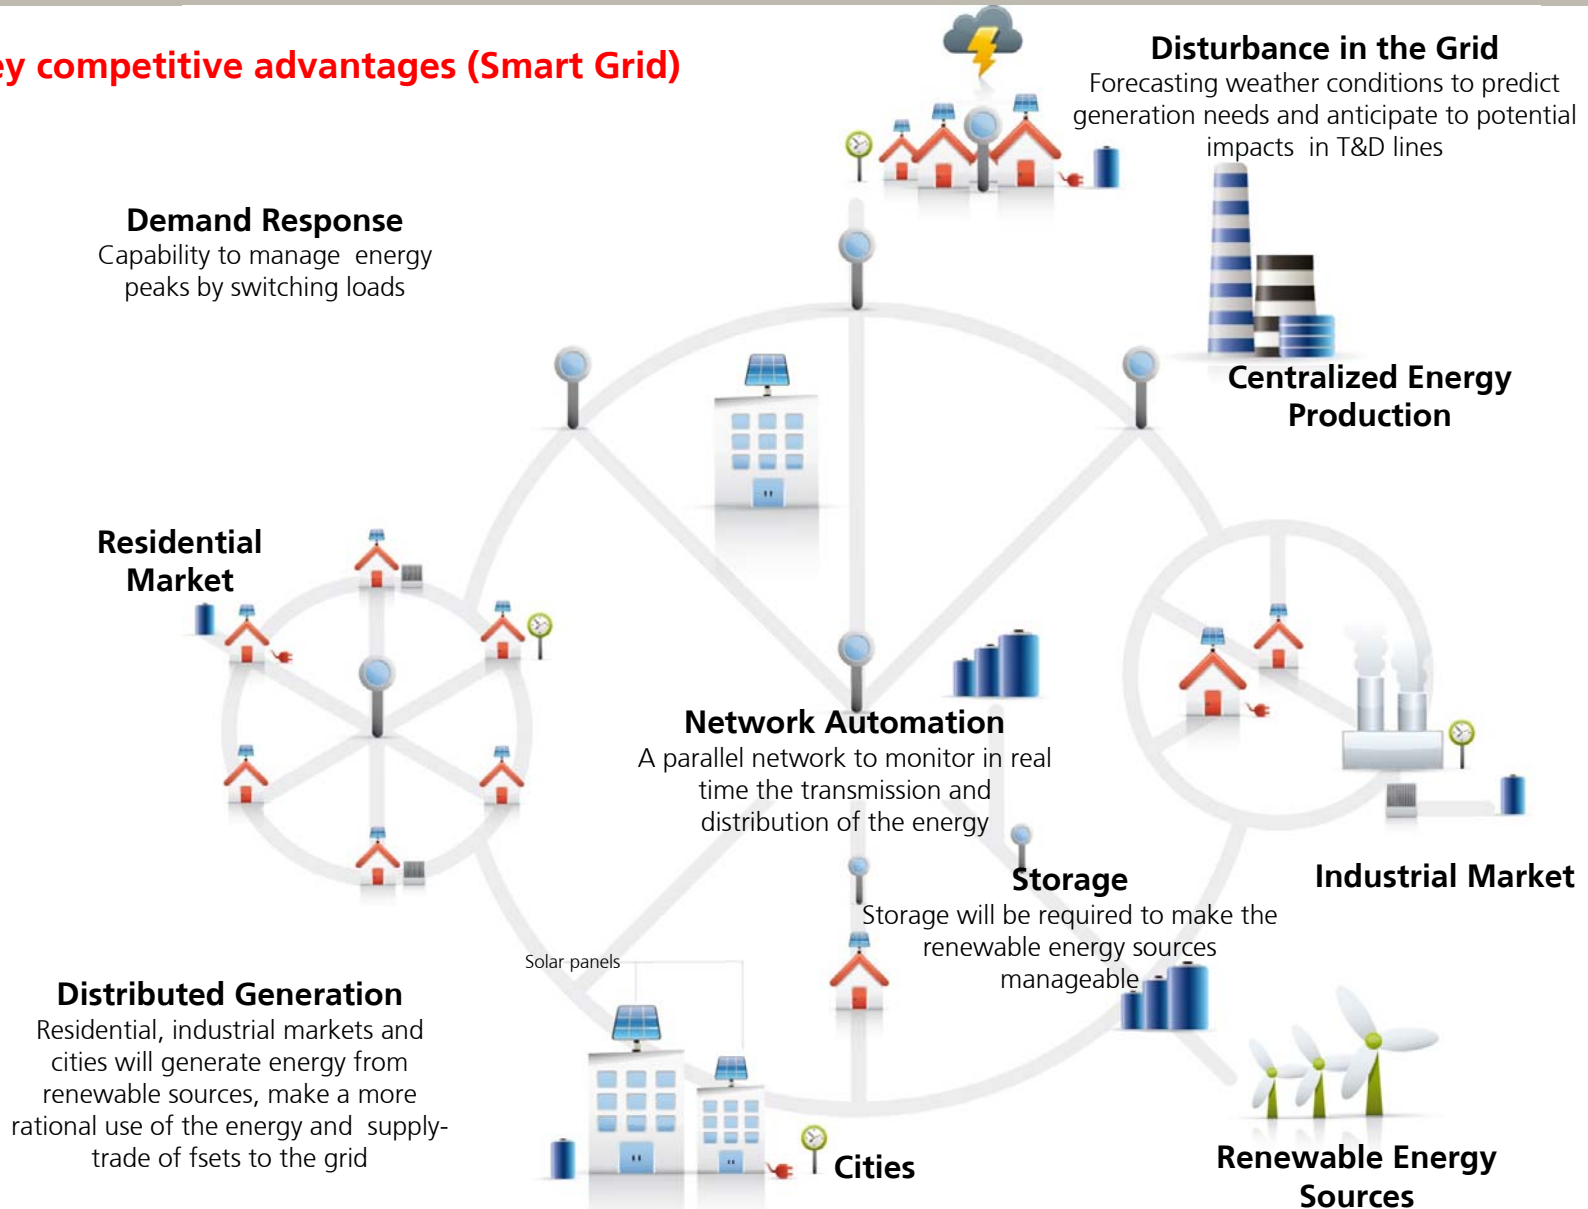 ey competitive advantages (Smart Grid)
Disturbance in the Grid
Forecasting weather conditions to predict
generation needs and anticipate to potential
impacts in T&D lines
Demand Response
Capability to manage energy
peaks by switching loads
Centralized Energy
Production
Residential
Market
Network Automation
A parallel network to monitor in real
time the transmission and
distribution of the energy
Storage
Storage will be required to make the
renewable energy sources
manageable
Industrial Market
Solar panels
Distributed Generation
Residential, industrial markets and
cities will generate energy from
renewable sources, make a more
rational use of the energy and supply-
trade of fsets to the grid
Cities
Renewable Energy
Sources